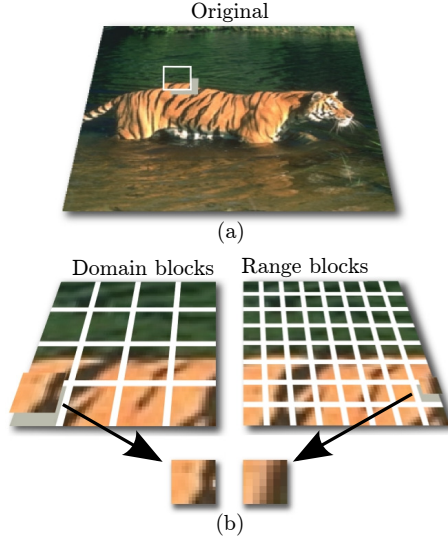 Original
(a)
Domain blocks
Range blocks
(b)